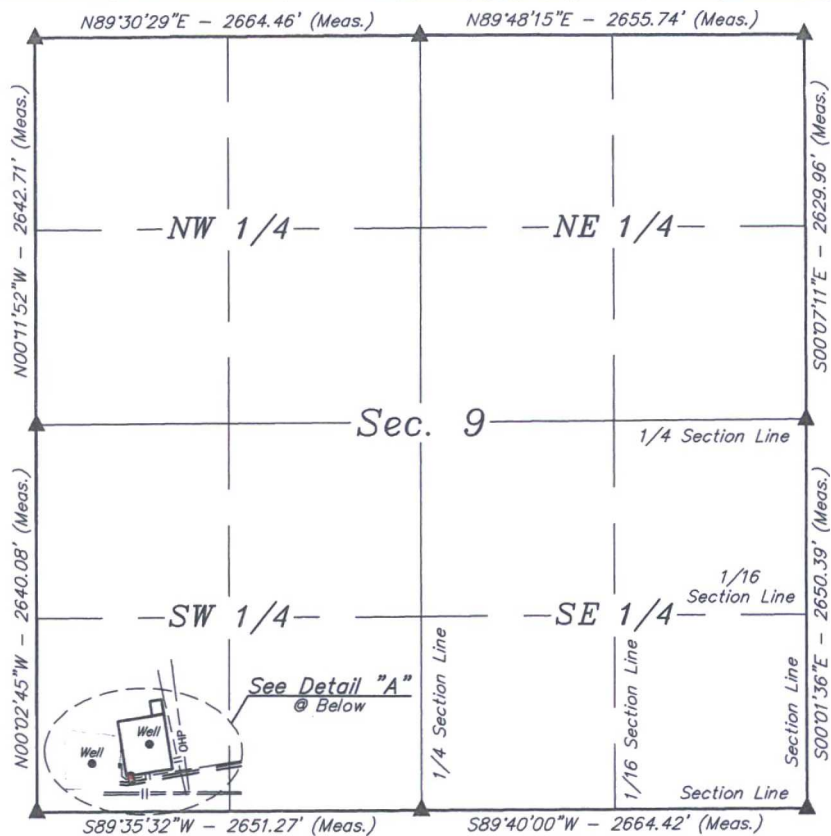 N89°30'29"E - 2664.46' (Meas.)
N89°48'15"E - 2655.74' (Meas.)
N00°11'52"W - 2642.71' (Meas.)
NW 1/4
NE 1/4
S00°07'11"E - 2629.96' (Meas.)
Sec. 9
1/4 Section Line
N00°02'45"W - 2640.08' (Meas.)
SW 1/4
SE 1/4
1/16
Section Line
S00°01'36"E - 2650.39' (Meas.)
See Detail "A"
@ Below
Well
Well
OHP
1/4 Section Line
1/16 Section Line
Section Line
Section Line
S89°35'32"W - 2651.27' (Meas.)
S89°40'00"W - 2664.42' (Meas.)